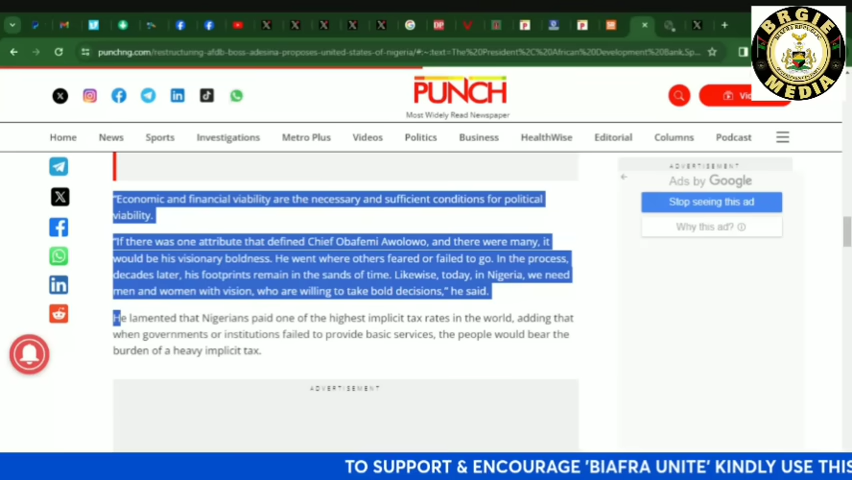 punchng.com/restructuring-afdb-boss-adesina-proposes-united-states-of-nigeria/#:~:text=The%20President%2C%20African%20Development%20Bank
BRGIE
MEDIA
PUNCH
Most Widely Read Newspaper
Home News Sports Investigations Metro Plus Videos Politics Business HealthWise Editorial Columns Podcast
ADVERTISEMENT
Ads by Google
Stop seeing this ad
Why this ad?
“Economic and financial viability are the necessary and sufficient conditions for political
viability.
“If there was one attribute that defined Chief Obafemi Awolowo, and there were many, it
would be his visionary boldness. He went where others feared or failed to go. In the process,
decades later, his footprints remain in the sands of time. Likewise, today, in Nigeria, we need
men and women with vision, who are willing to take bold decisions,” he said.
He lamented that Nigerians paid one of the highest implicit tax rates in the world, adding that
when governments or institutions failed to provide basic services, the people would bear the
burden of a heavy implicit tax.
ADVERTISEMENT
TO SUPPORT & ENCOURAGE 'BIAFRA UNITE' KINDLY USE THIS